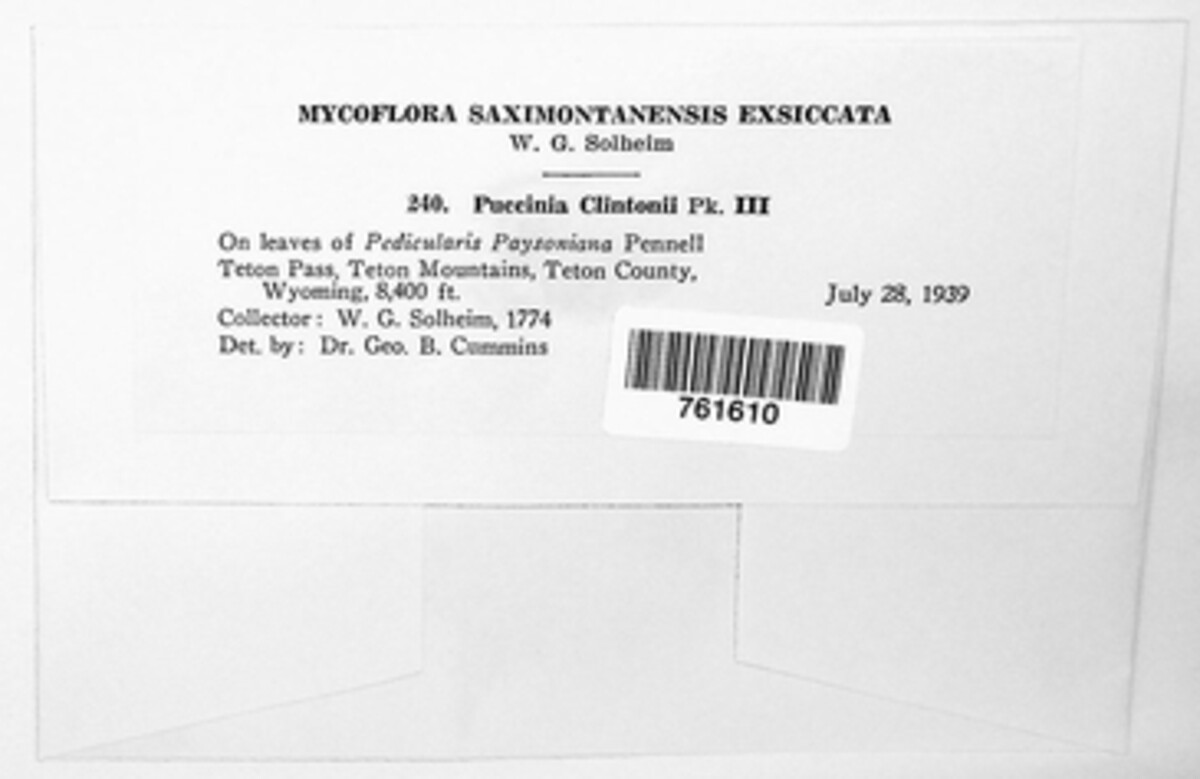 MYCOFLORA SAXIMONTANENSIS EXSICCATA
W. G. Solheim
240. Puccinia Clintonii Pk. III
On leaves of Pedicularis Paysoniana Pennell
Teton Pass, Teton Mountains, Teton County,
Wyoming, 8,400 ft. July 28, 1939
Collector: W. G. Solheim, 1774
Det. by: Dr. Geo. B. Cummins
761610